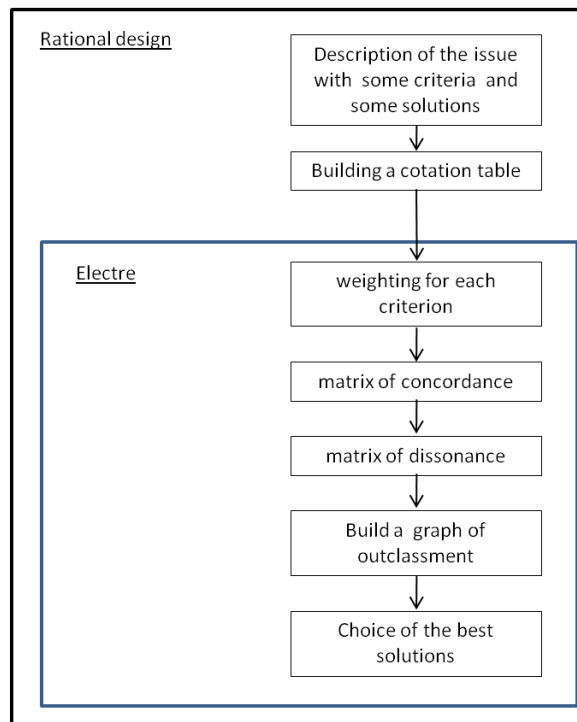 Rational design
Description of the issue
with some criteria and
some solutions
Building a cotation table
Electre
weighting for each
criterion
matrix of concordance
matrix of dissonance
Build a graph of
outclassment
Choice of the best
solutions